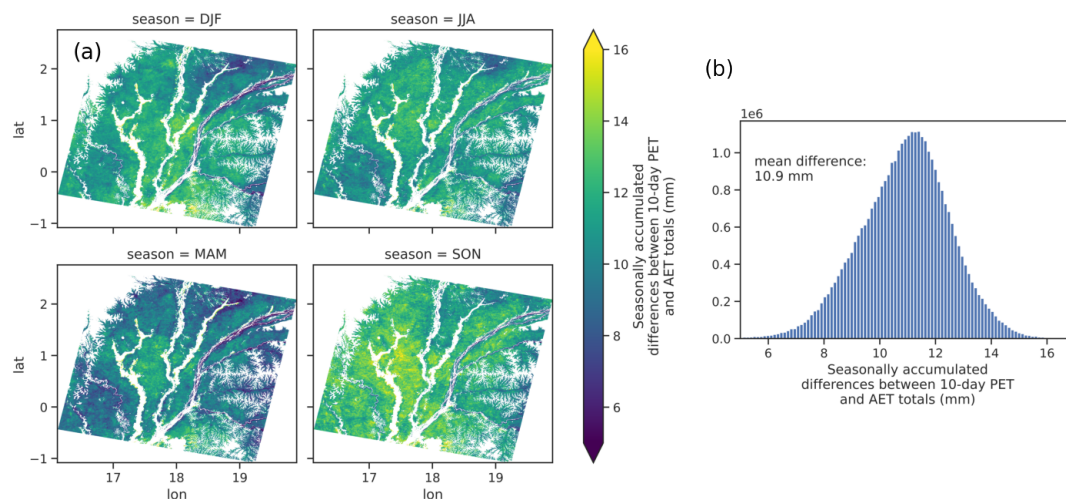 season = DJF
season = JJA
(a)
lat
2
1
0
−1
season = MAM
season = SON
lat
2
1
0
−1
17
18
19
lon
17
18
19
lon
16
14
12
10
8
6
Seasonally accumulated
differences between 10-day PET
and AET totals (mm)
(b)
1e6
mean difference:
10.9 mm
1.0
0.8
0.6
0.4
0.2
0.0
6
8
10
12
14
16
Seasonally accumulated
differences between 10-day PET
and AET totals (mm)